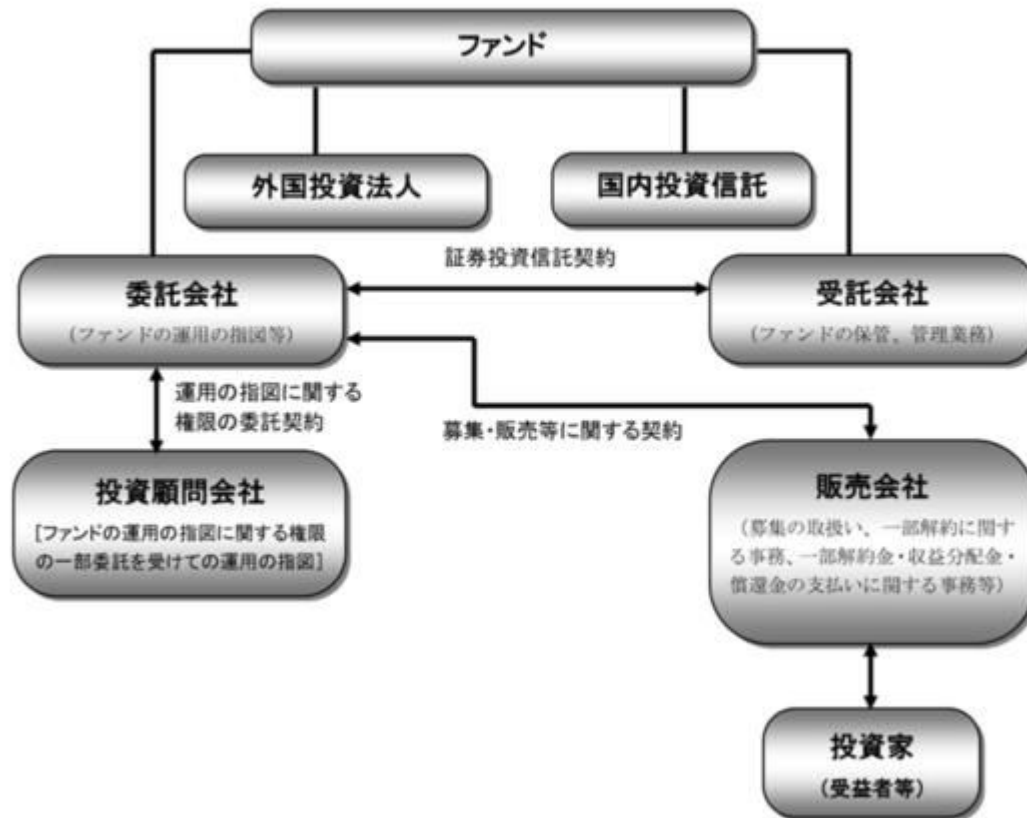 ファンド
外国投資法人
国内投資信託
証券投資信託契約
委託会社
(ファンドの運用の指図等)
受託会社
(ファンドの保管、管理業務)
運用の指図に関する
権限の委託契約
募集・販売等に関する契約
投資顧問会社
[ファンドの運用の指図に関する権限
の一部委託を受けての運用の指図]
販売会社
(募集の取扱い、一部解約に関す
る事務、一部解約金・収益分配金・
償還金の支払いに関する事務等)
投資家
(受益者等)